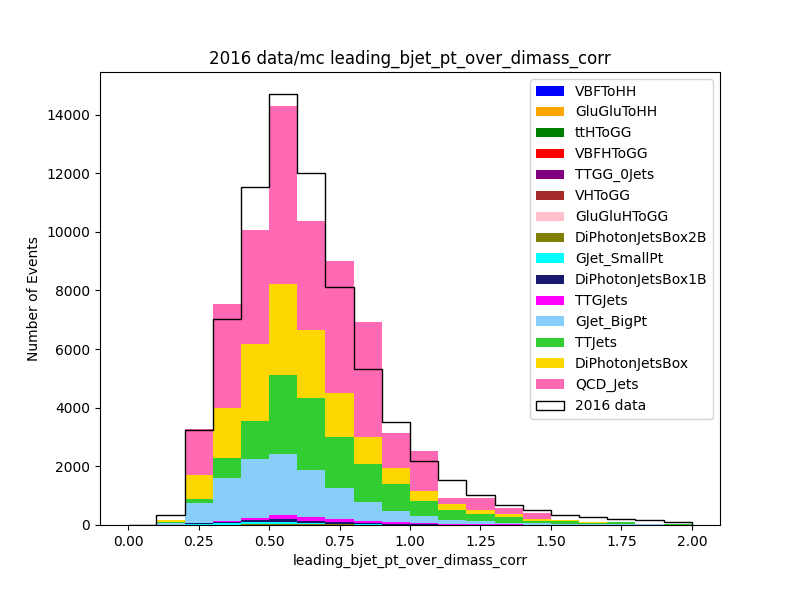 2016 data/mc leading_bjet_pt_over_dimass_corr
VBFToHH
GluGluToHH
ttHToGG
VBFHToGG
TTGG_0Jets
VHToGG
GluGluHToGG
DiPhotonJetsBox2B
GJet_SmallPt
DiPhotonJetsBox1B
TTGJets
GJet_BigPt
TTJets
DiPhotonJetsBox
QCD_Jets
2016 data
Number of Events
14000
12000
10000
8000
6000
4000
2000
0
0.00 0.25 0.50 0.75 1.00 1.25 1.50 1.75 2.00
leading_bjet_pt_over_dimass_corr